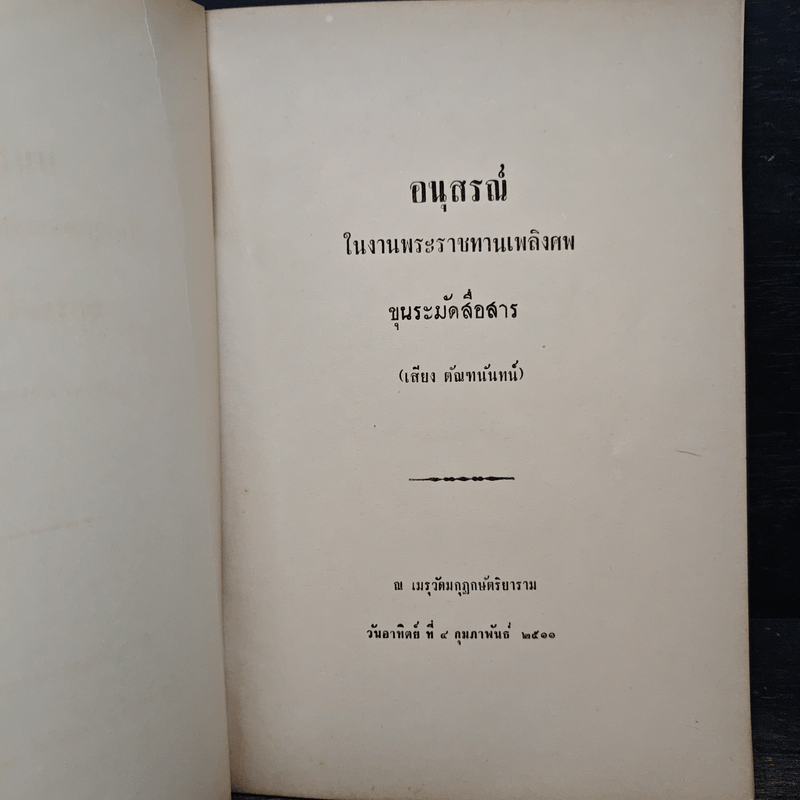 อนุสรณ์
ในงานพระราชทานเพลิงศพ
ขุนระมัดสื่อสาร
(เสียง ตัณฑนันทน์)
ณ เมรุวัดมกุฏกษัตริยาราม
วันอาทิตย์ ที่ ๔ กุมภาพันธ์ ๒๕๑๑